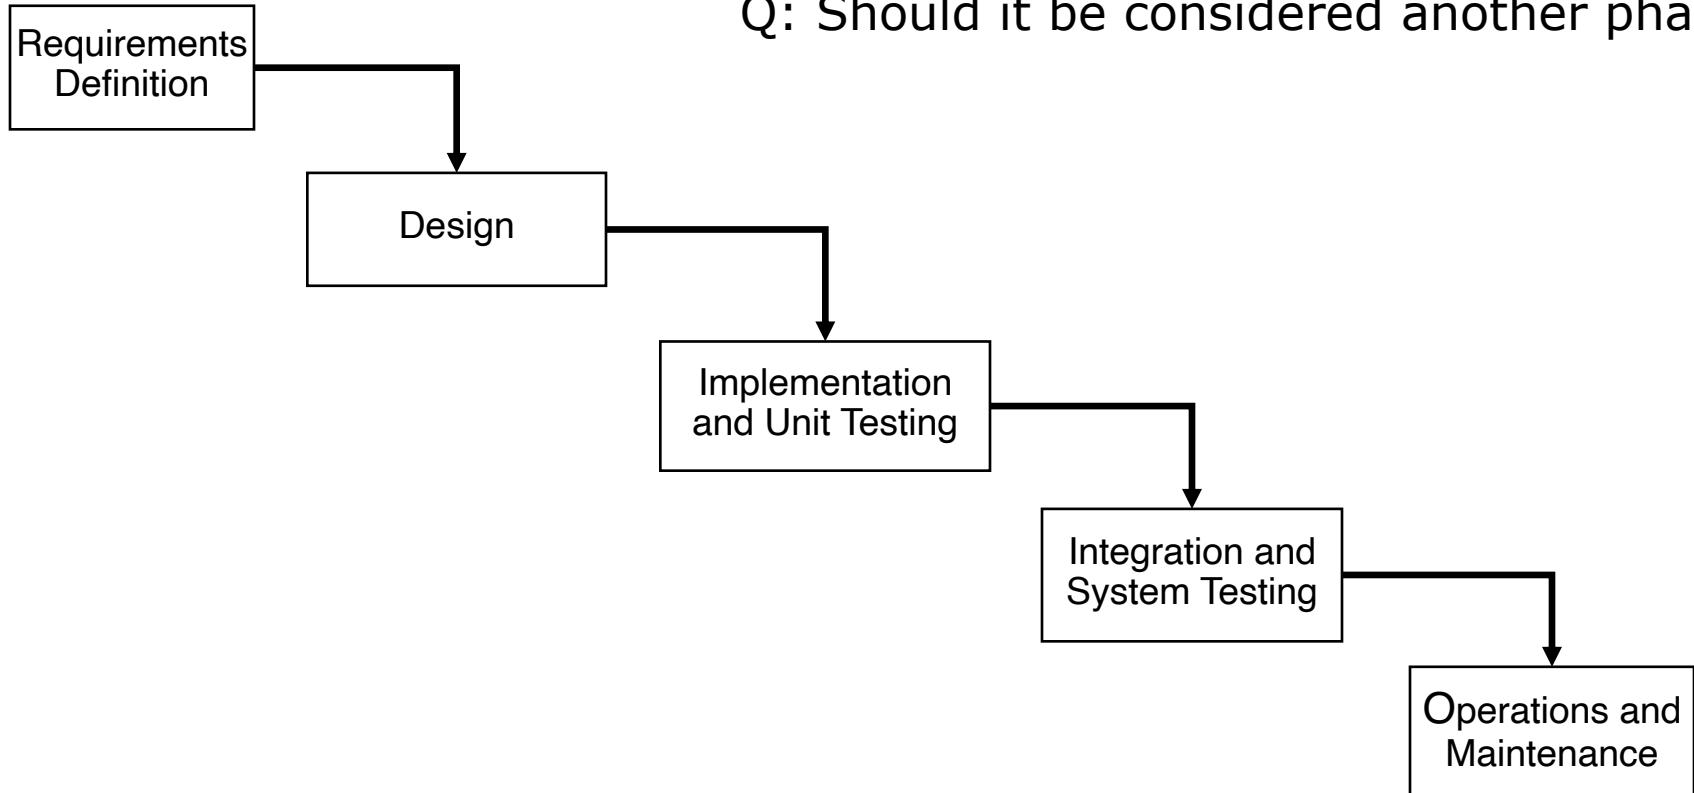 Q: Should it be considered another pha
Requirements
Definition
Design
Implementation
and Unit Testing
Integration and
System Testing
Operations and
Maintenance